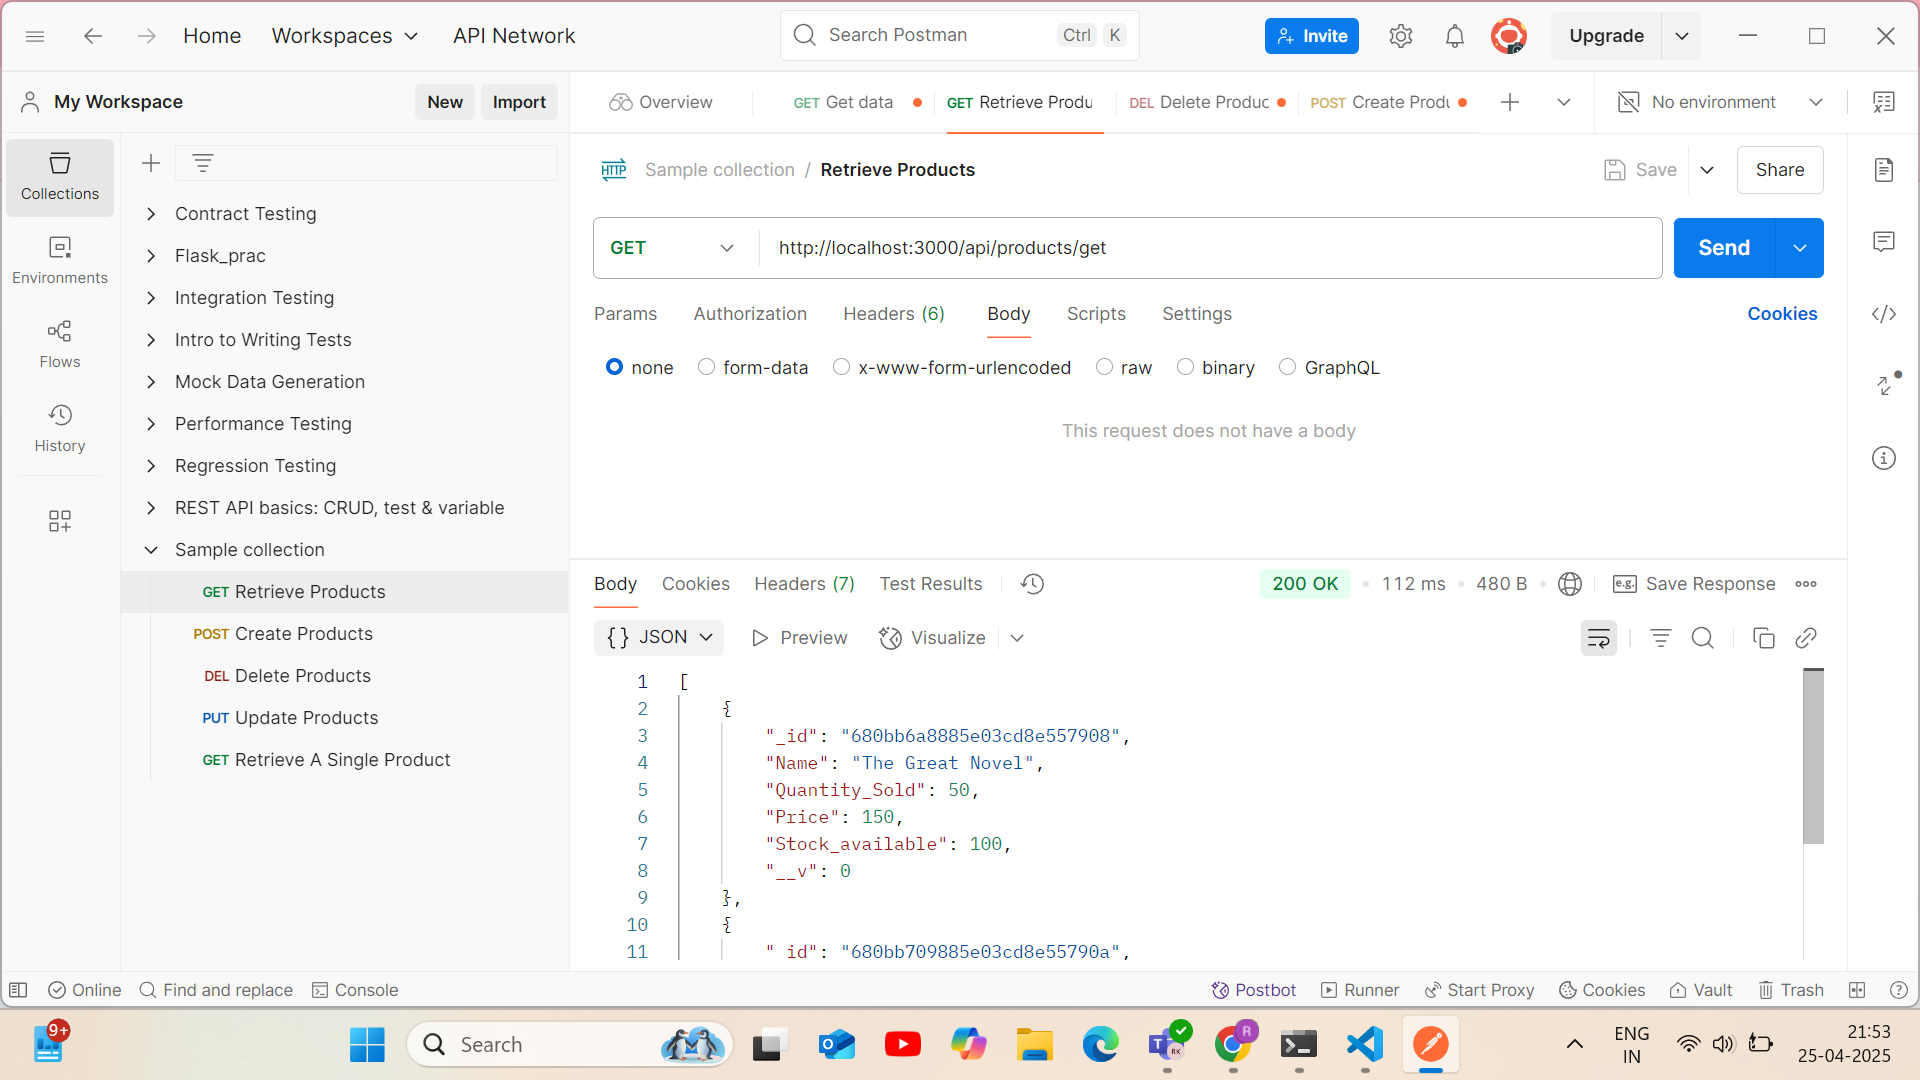 Home
Workspaces
API Network
Search Postman
Ctrl
K
Invite
Upgrade
My Workspace
New
Import
Overview
GET Get data
GET Retrieve Produ
DEL Delete Produc
POST Create Produ
No environment
Collections
Environments
Flows
History
Contract Testing
Flask_prac
Integration Testing
Intro to Writing Tests
Mock Data Generation
Performance Testing
Regression Testing
REST API basics: CRUD, test & variable
Sample collection
GET Retrieve Products
POST Create Products
DEL Delete Products
PUT Update Products
GET Retrieve A Single Product
HTTP
Sample collection / Retrieve Products
Save
Share
GET
http://localhost:3000/api/products/get
Send
Params
Authorization
Headers (6)
Body
Scripts
Settings
Cookies
none
form-data
x-www-form-urlencoded
raw
binary
GraphQL
This request does not have a body
Body
Cookies
Headers (7)
Test Results
200 OK
112 ms
480 B
e.g.
Save Response
{} JSON
Preview
Visualize
1 [
2 {
3 "_id": "680bb6a8885e03cd8e557908",
4 "Name": "The Great Novel",
5 "Quantity_Sold": 50,
6 "Price": 150,
7 "Stock_available": 100,
8 "__v": 0
9 },
10 {
11 "_id": "680bb709885e03cd8e55790a",
Online
Find and replace
Console
Postbot
Runner
Start Proxy
Cookies
Vault
Trash
9+
Search
RK
R
ENG
IN
21:53
25-04-2025